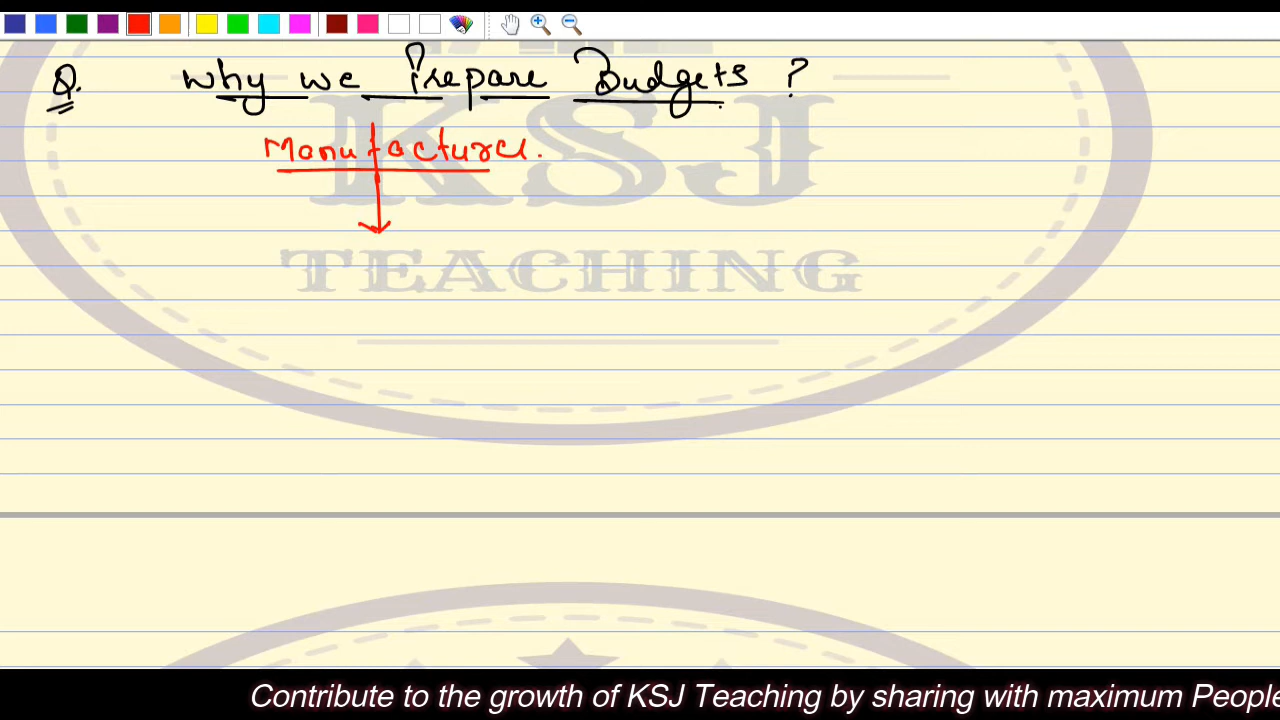 Q. Why we Prepare Budgets ?
Manufacturer.
KSJ
TEACHING
Contribute to the growth of KSJ Teaching by sharing with maximum People